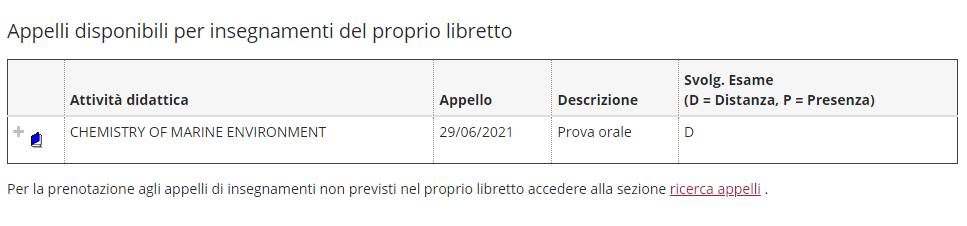 Appelli disponibili per insegnamenti del proprio libretto
Svolg. Esame
Attività didattica Appello Descrizione (D = Distanza, P = Presenza)
CHEMISTRY OF MARINE ENVIRONMENT 29/06/2021 Prova orale D
Per la prenotazione agli appelli di insegnamenti non previsti nel proprio libretto accedere alla sezione ricerca appelli .